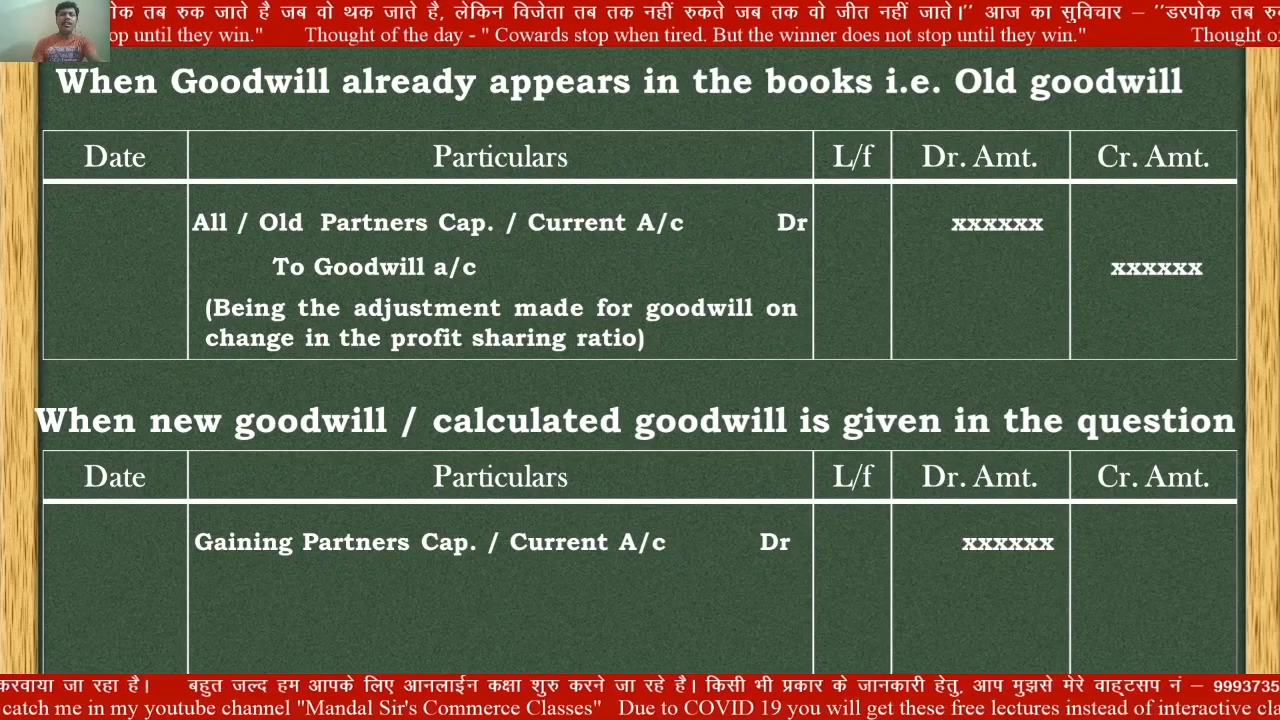 ोक तब रुक जाते है जब वो थक जाते है, लेकिन विजेता तब तक नहीं रुकते जब तक वो जीत नहीं जाते।'' आज का सुविचार – ''डरपोक तब रु
op until they win." Thought of the day - " Cowards stop when tired. But the winner does not stop until they win." Thought o
When Goodwill already appears in the books i.e. Old goodwill
Date Particulars L/f Dr. Amt. Cr. Amt.
All / Old Partners Cap. / Current A/c Dr xxxxxx
To Goodwill a/c xxxxxx
(Being the adjustment made for goodwill on
change in the profit sharing ratio)
When new goodwill / calculated goodwill is given in the question
Date Particulars L/f Dr. Amt. Cr. Amt.
Gaining Partners Cap. / Current A/c Dr xxxxxx
करवाया जा रहा है। बहुत जल्द हम आपके लिए आनलाईन कक्षा शुरु करने जा रहे है। किसी भी प्रकार के जानकारी हेतु, आप मुझसे मेरे वाह्टसप नं – 9993735
catch me in my youtube channel "Mandal Sir's Commerce Classes" Due to COVID 19 you will get these free lectures instead of interactive cla